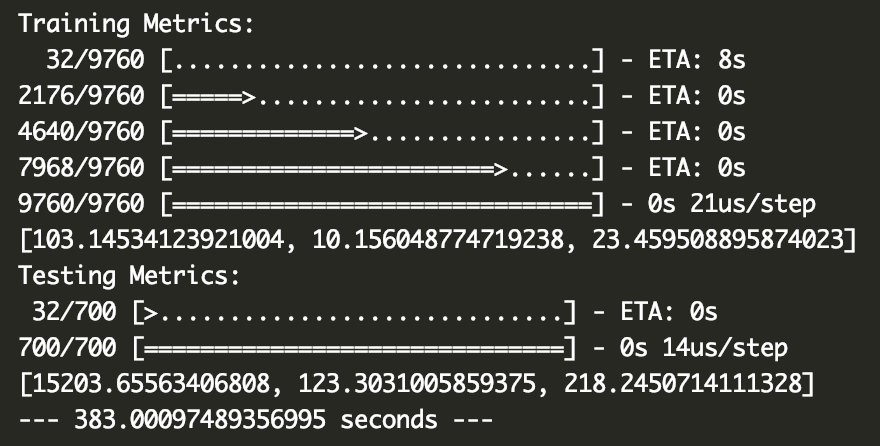 Training Metrics:
32/9760 [..............................] - ETA: 8s
2176/9760 [=====>........................] - ETA: 0s
4640/9760 [=============>................] - ETA: 0s
7968/9760 [=======================>......] - ETA: 0s
9760/9760 [==============================] - 0s 21us/step
[103.14534123921004, 10.156048774719238, 23.459508895874023]
Testing Metrics:
32/700 [>.............................] - ETA: 0s
700/700 [==============================] - 0s 14us/step
[15203.65563406808, 123.3031005859375, 218.2450714111328]
--- 383.00097489356995 seconds ---